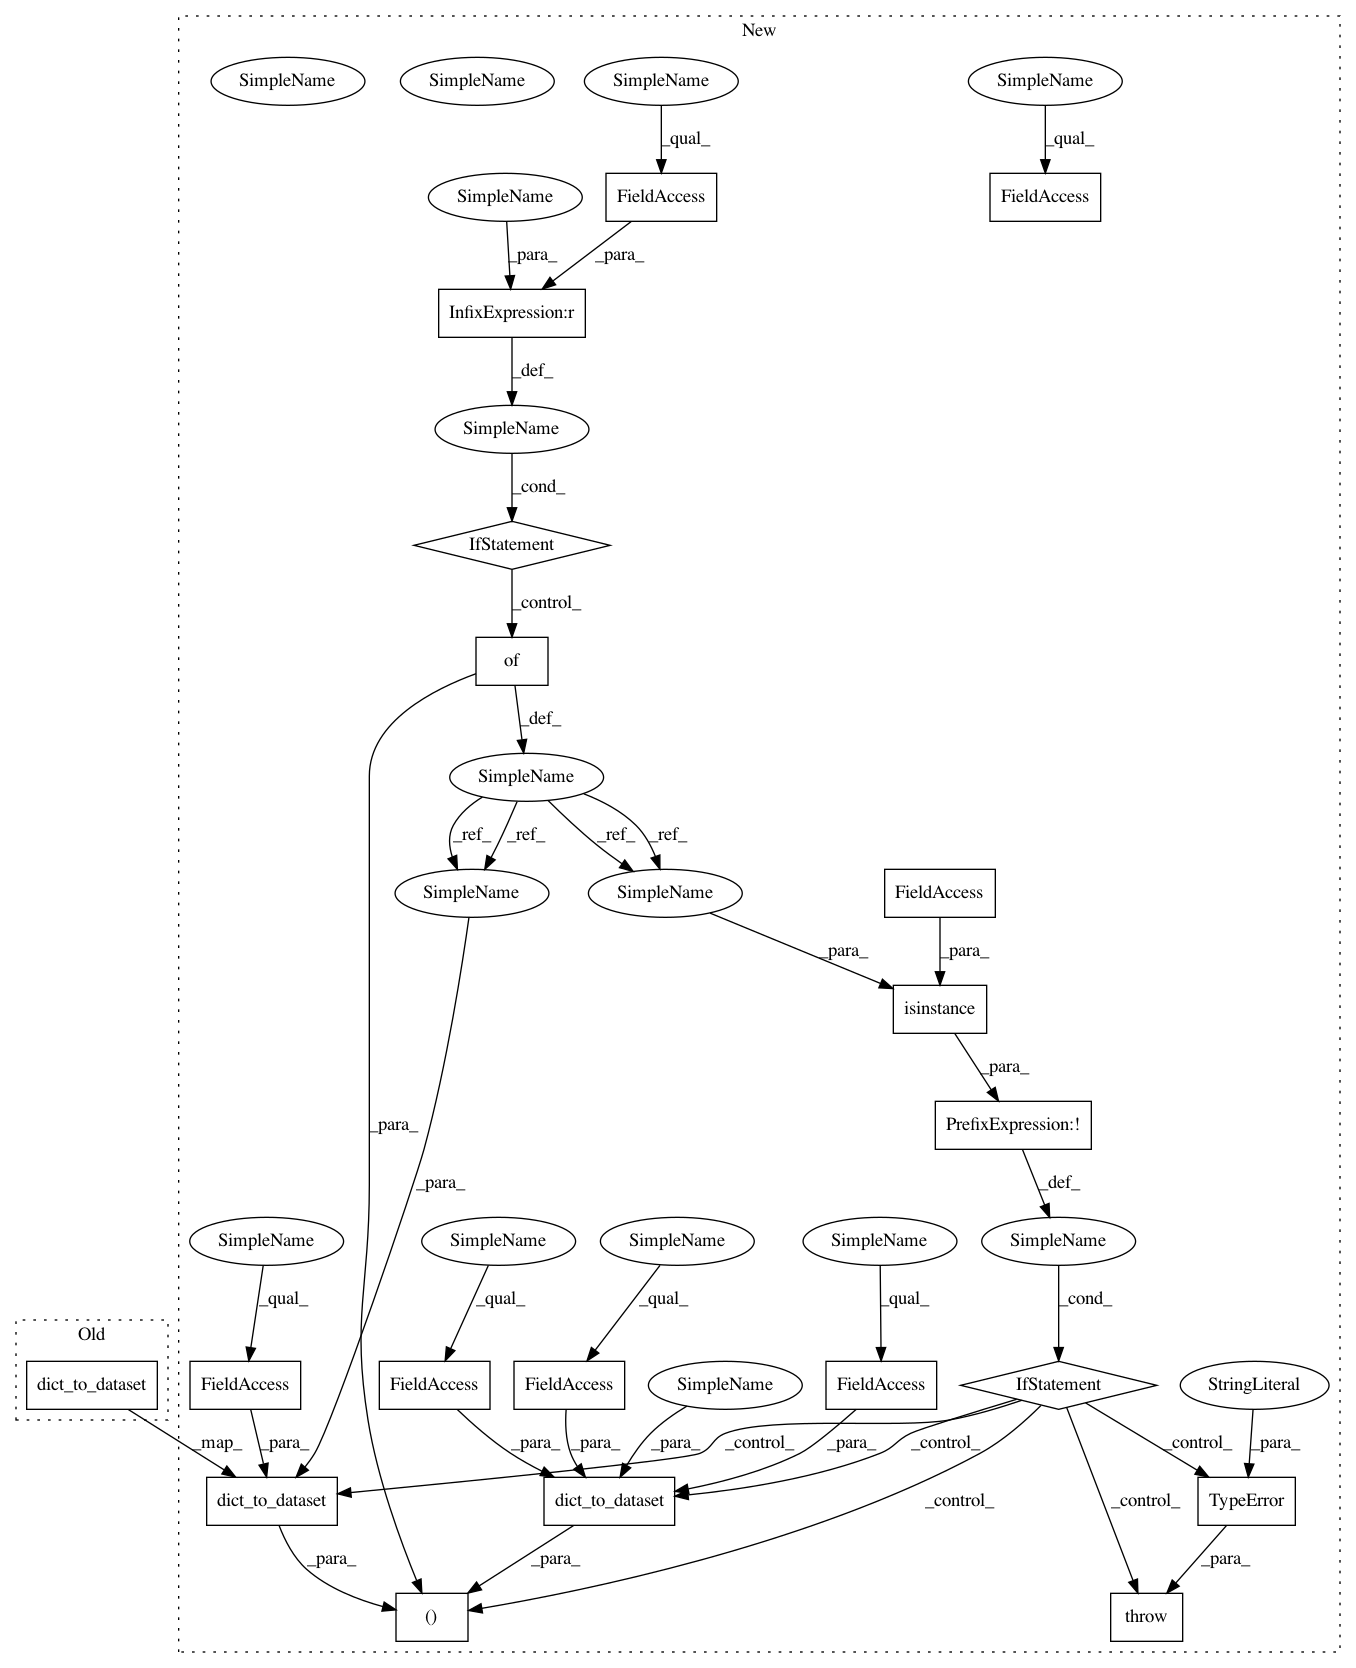 New
SimpleName
SimpleName
SimpleName
SimpleName
_qual_
_qual_
SimpleName
FieldAccess
FieldAccess
_para_
_para_
InfixExpression:r
_def_
SimpleName
_cond_
IfStatement
_control_
of
_def_
SimpleName
_ref_
_ref_
_ref_
_ref_
SimpleName
SimpleName
FieldAccess
_para_
_para_
isinstance
_para_
PrefixExpression:!
_para_
_para_
_def_
SimpleName
SimpleName
SimpleName
SimpleName
SimpleName
_qual_
_qual_
_qual_
_qual_
_cond_
Old
dict_to_dataset
FieldAccess
FieldAccess
FieldAccess
SimpleName
FieldAccess
IfStatement
StringLiteral
_map_
_para_
_para_
_para_
_para_
_control_
_para_
_control_
_control_
_para_
dict_to_dataset
dict_to_dataset
_control_
_control_
TypeError
_para_
_para_
_para_
()
throw